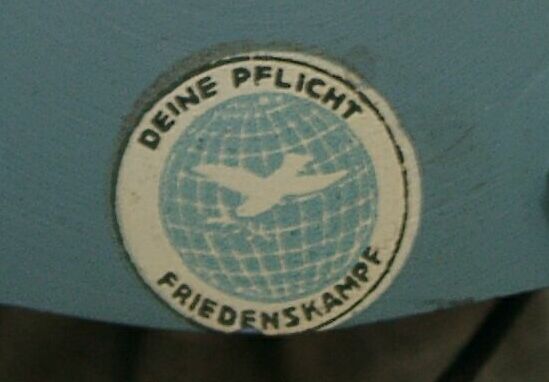 DEINE PFLICHT
FRIEDENSKAMPF